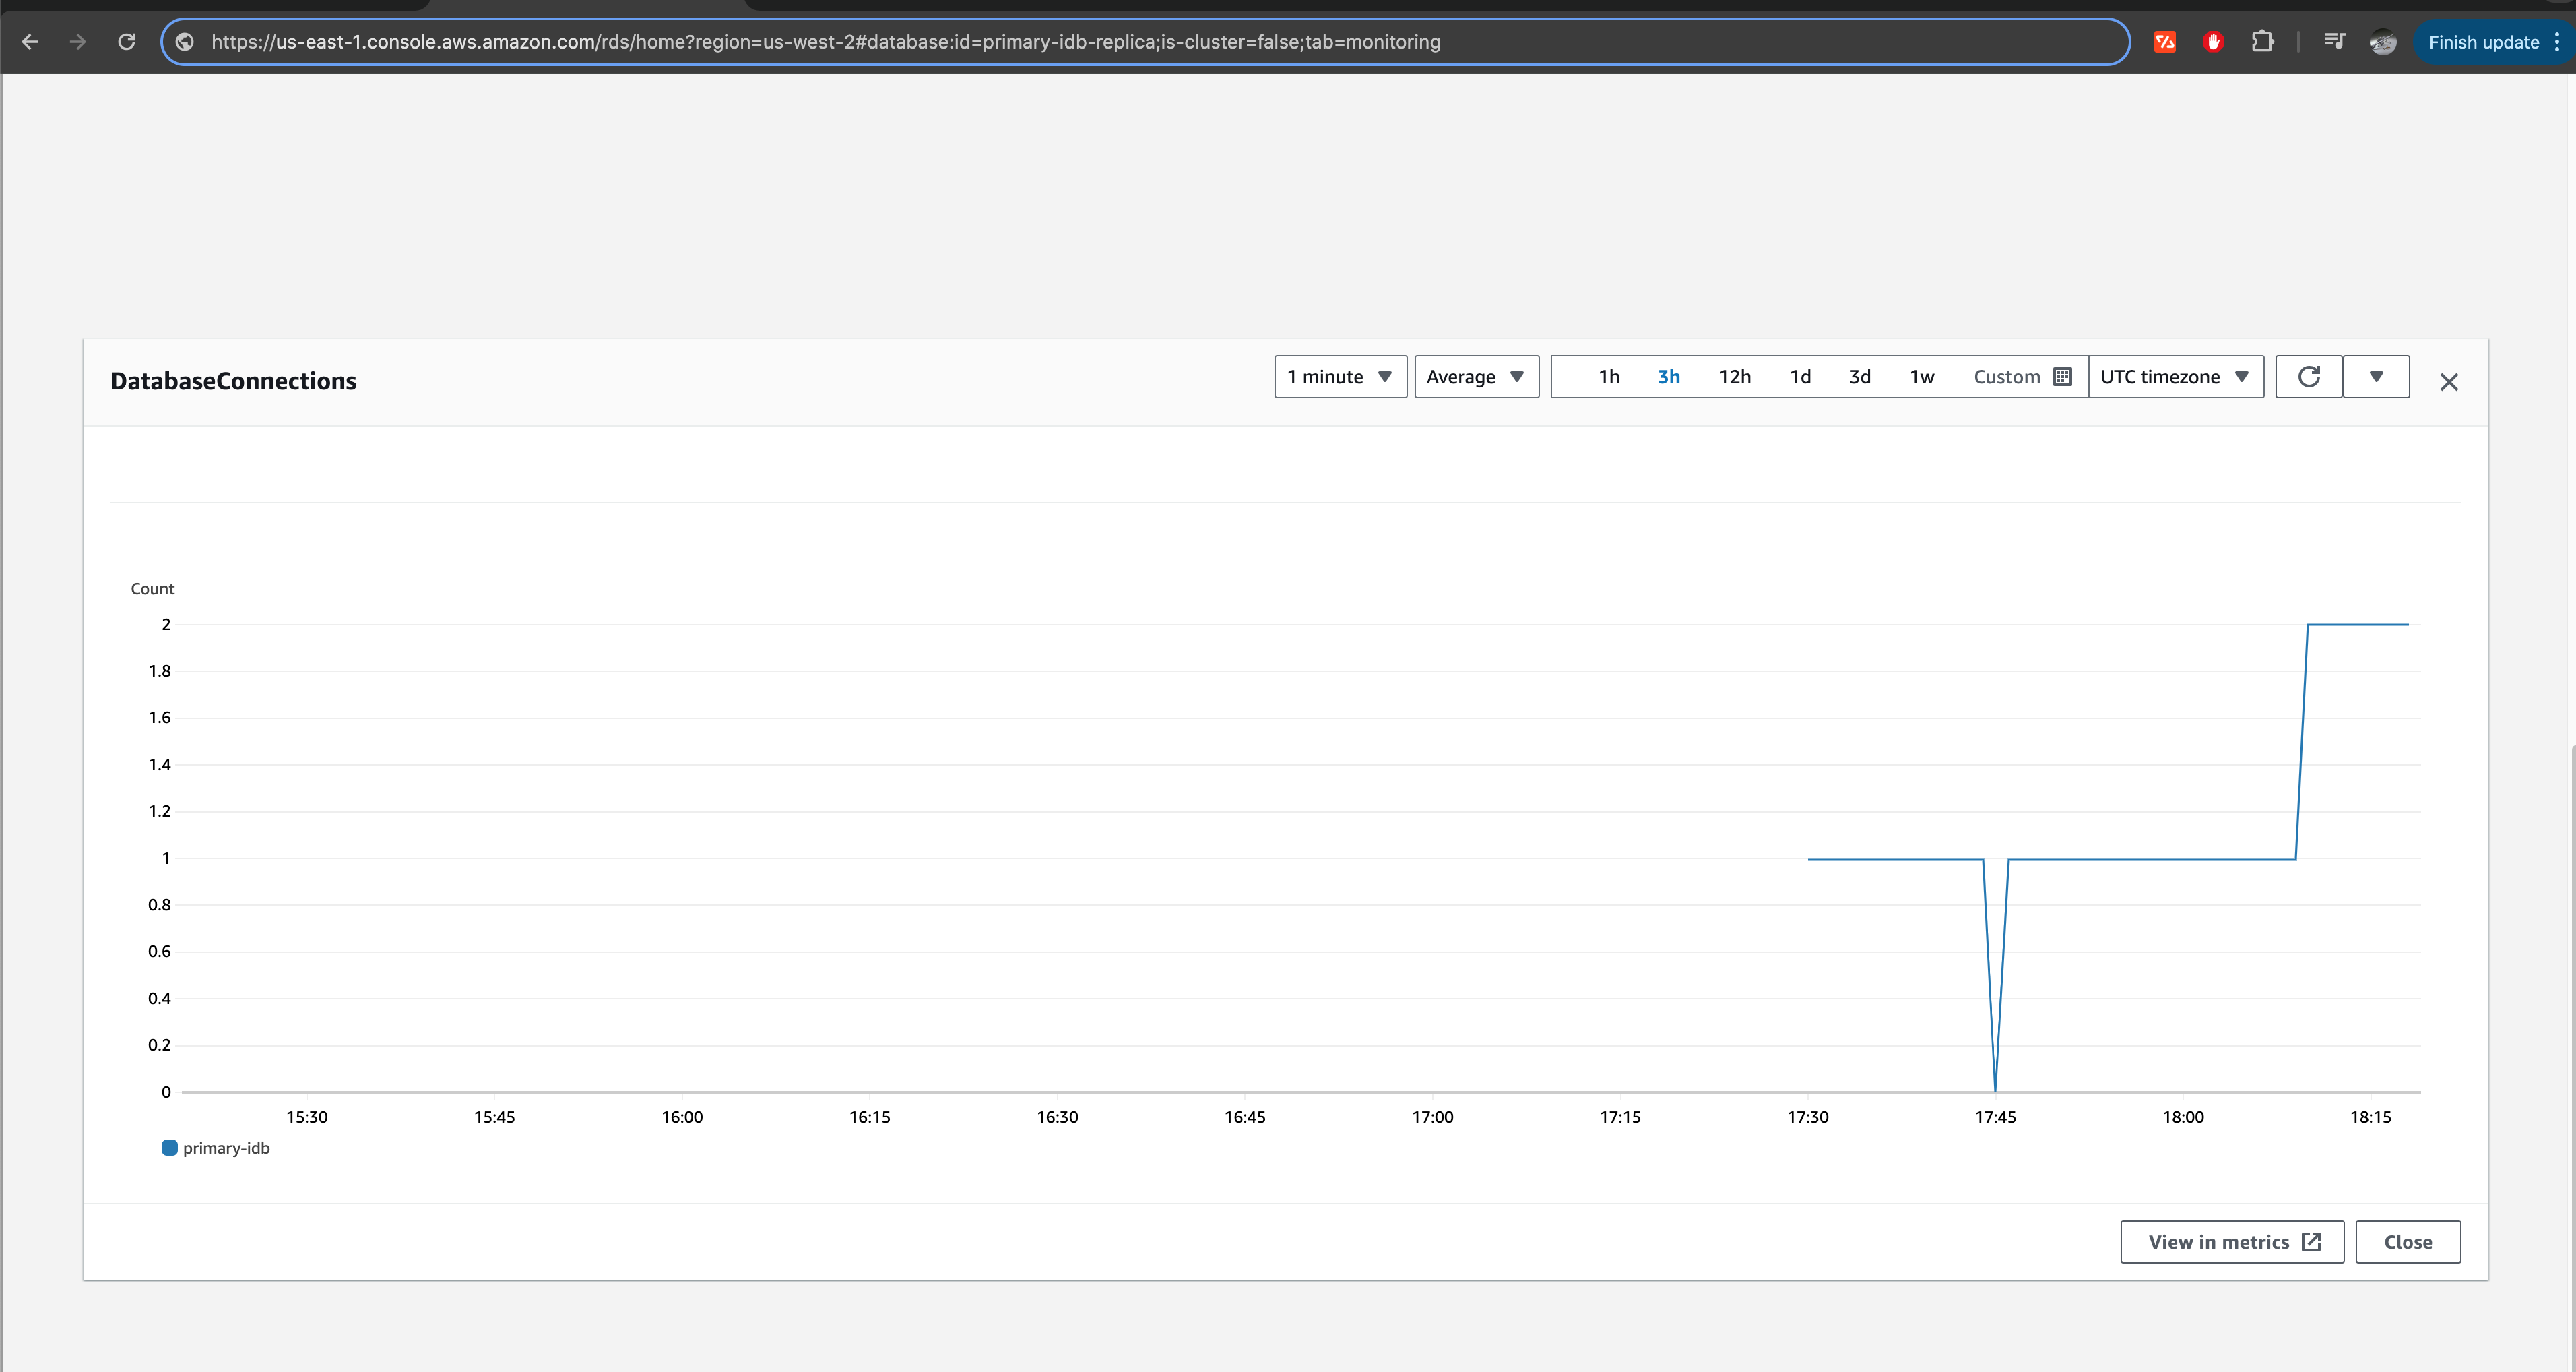 https://us-east-1.console.aws.amazon.com/rds/home?region=us-west-2#database:id=primary-idb-replica;is-cluster=false;tab=monitoring
Finish update
DatabaseConnections
1 minute
Average
1h 3h 12h 1d 3d 1w Custom
UTC timezone
Count
2
1.8
1.6
1.4
1.2
1
0.8
0.6
0.4
0.2
0
15:30 15:45 16:00 16:15 16:30 16:45 17:00 17:15 17:30 17:45 18:00 18:15
primary-idb
View in metrics
Close